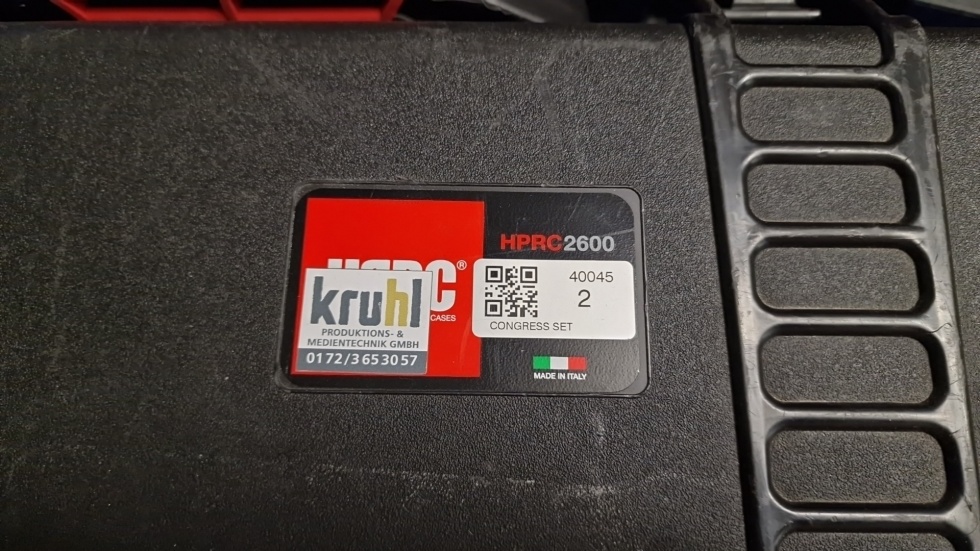 HPRC2600
®
CASES
kruhl
PRODUKTIONS- &
MEDIENTECHNIK GMBH
0172/3653057
40045
2
CONGRESS SET
MADE IN ITALY